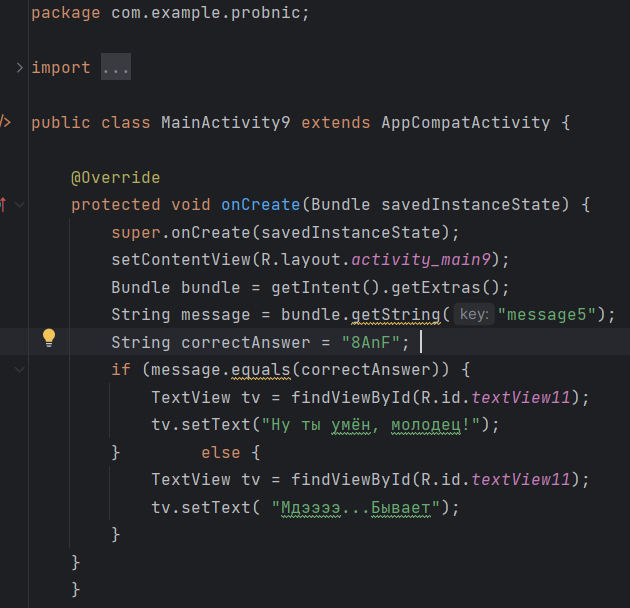 package com.example.probnic;
import ...
public class MainActivity9 extends AppCompatActivity {
@Override
protected void onCreate(Bundle savedInstanceState) {
super.onCreate(savedInstanceState);
setContentView(R.layout.activity_main9);
Bundle bundle = getIntent().getExtras();
String message = bundle.getString( key: "message5");
String correctAnswer = "8AnF";
if (message.equals(correctAnswer)) {
TextView tv = findViewById(R.id.textView11);
tv.setText("Ну ты умён, молодец!");
} else {
TextView tv = findViewById(R.id.textView11);
tv.setText( "Мдэээээ...Бывает");
}
}
}